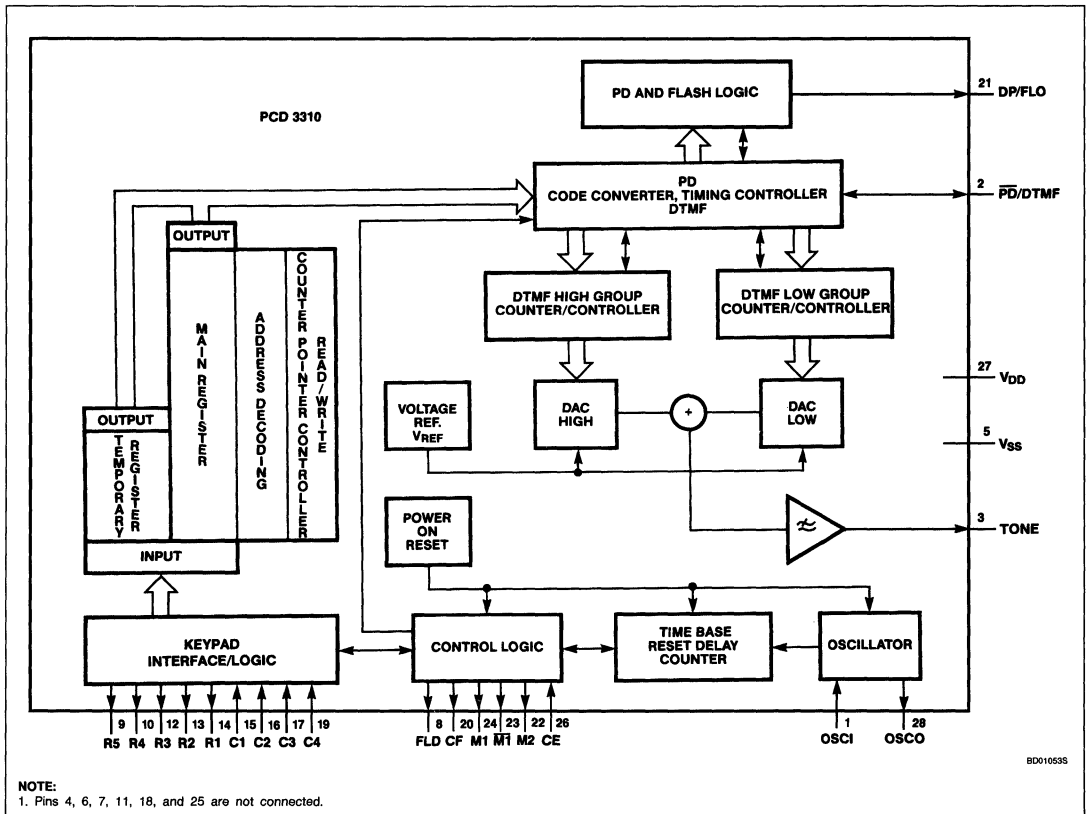 PCD 3310
PD AND FLASH LOGIC
21
DP/FLO
PD
CODE CONVERTER, TIMING CONTROLLER
DTMF
2
P̅D̅/DTMF
OUTPUT
MAIN REGISTER
ADDRESS DECODING
COUNTER POINTER CONTROLLER
READ/WRITE
DTMF HIGH GROUP
COUNTER/CONTROLLER
DTMF LOW GROUP
COUNTER/CONTROLLER
27
VDD
OUTPUT
TEMPORARY
REGISTER
VOLTAGE
REF.
VREF
DAC
HIGH
+
DAC
LOW
5
VSS
INPUT
POWER
ON
RESET
≂
3
TONE
KEYPAD
INTERFACE/LOGIC
CONTROL LOGIC
TIME BASE
RESET DELAY
COUNTER
OSCILLATOR
9 10 12 13 14 15 16 17 19
R5 R4 R3 R2 R1 C1 C2 C3 C4
8 20 24 23 22 26
FLD CF M1 M̅1̅ M2 CE
1 28
OSCI OSCO
BD01053S
NOTE:
1. Pins 4, 6, 7, 11, 18, and 25 are not connected.